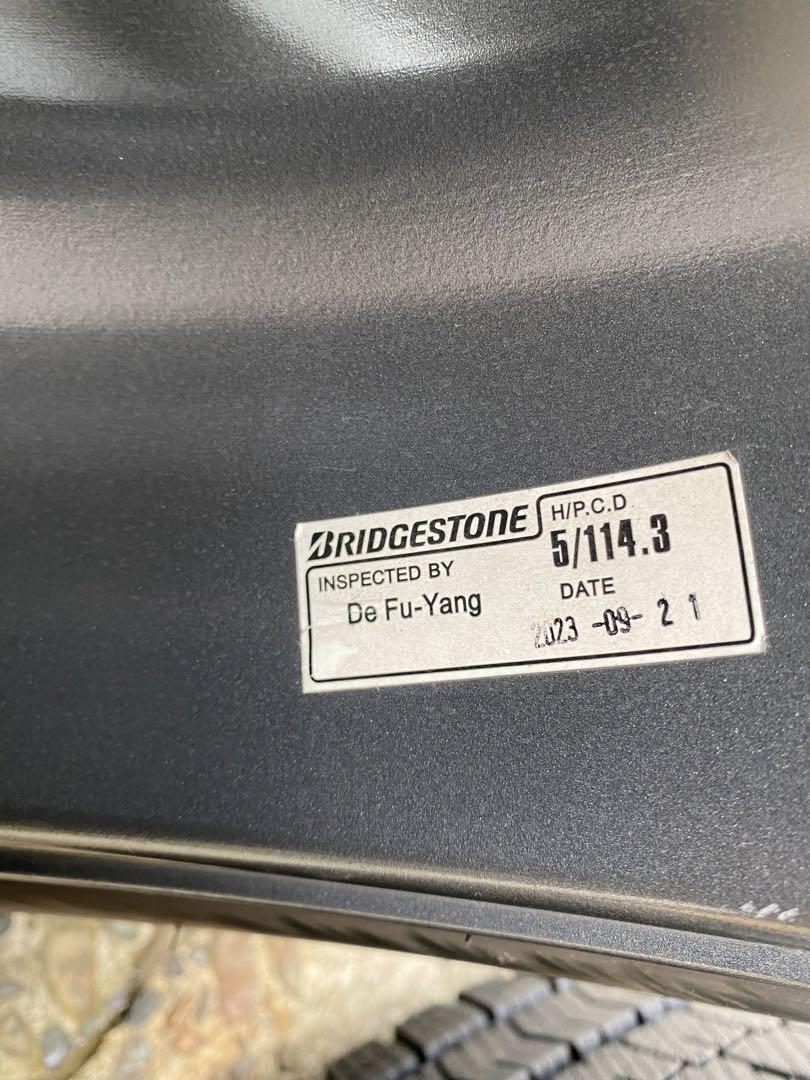 BRIDGESTONE
H/P.C.D
5/114.3
INSPECTED BY
De Fu-Yang
DATE
2023 -09- 2 1